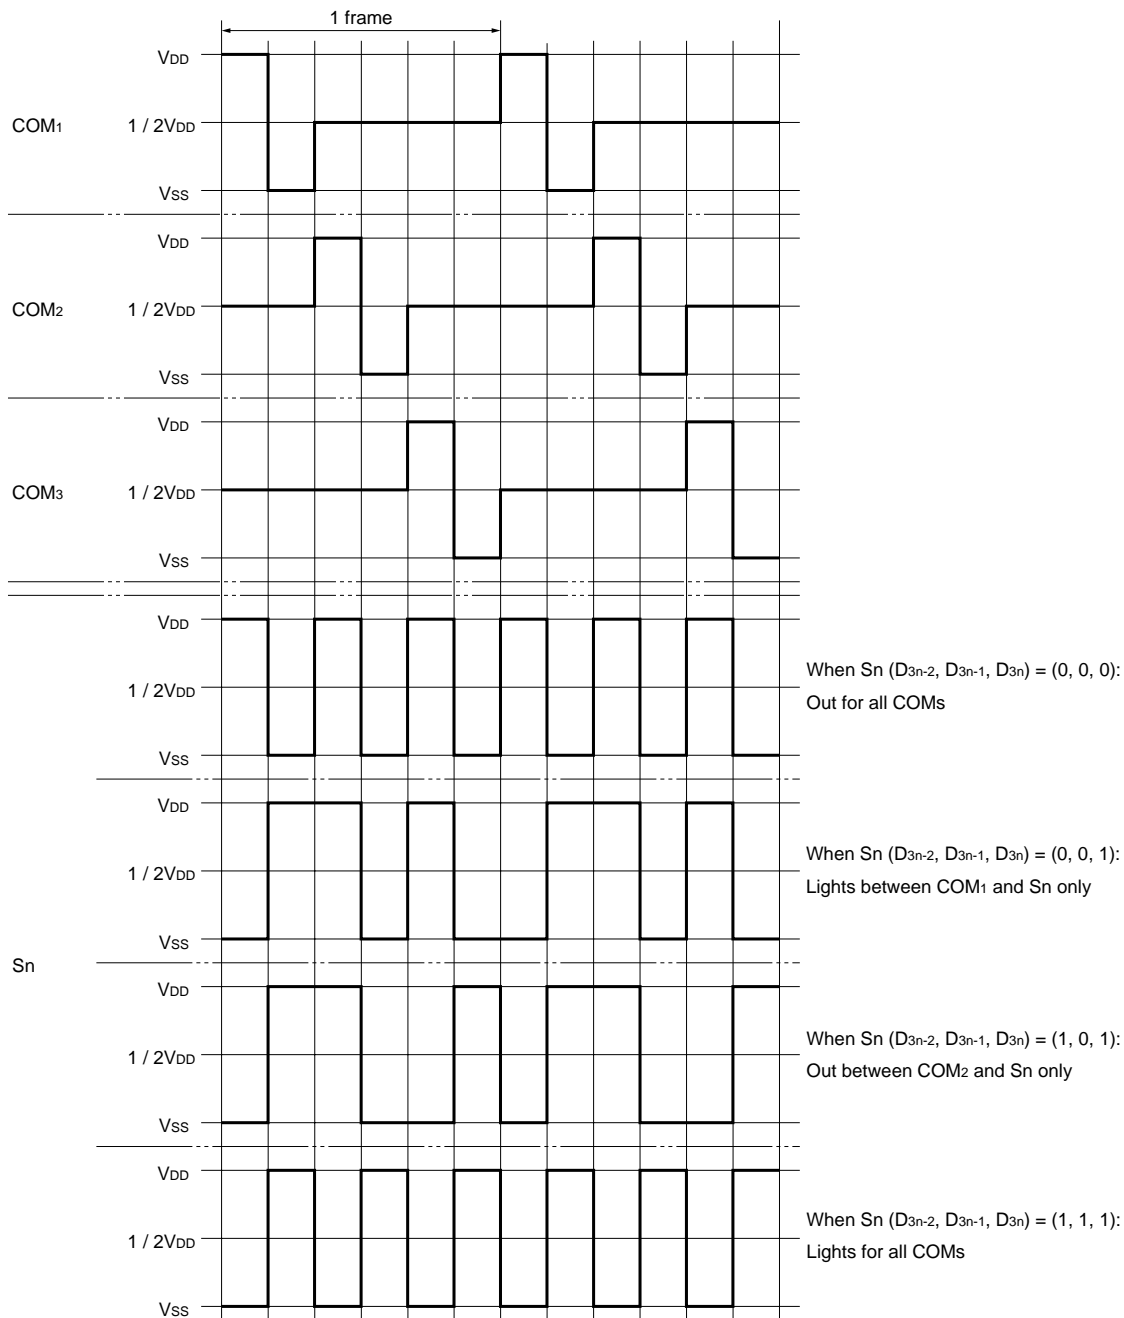 1 frame
VDD
COM1 1 / 2VDD
VSS
VDD
COM2 1 / 2VDD
VSS
VDD
COM3 1 / 2VDD
VSS
VDD
When Sn (D3n-2, D3n-1, D3n) = (0, 0, 0):
1 / 2VDD
Out for all COMs
VSS
VDD
When Sn (D3n-2, D3n-1, D3n) = (0, 0, 1):
1 / 2VDD
Lights between COM1 and Sn only
VSS
Sn
VDD
When Sn (D3n-2, D3n-1, D3n) = (1, 0, 1):
1 / 2VDD
Out between COM2 and Sn only
VSS
VDD
When Sn (D3n-2, D3n-1, D3n) = (1, 1, 1):
1 / 2VDD
Lights for all COMs
VSS